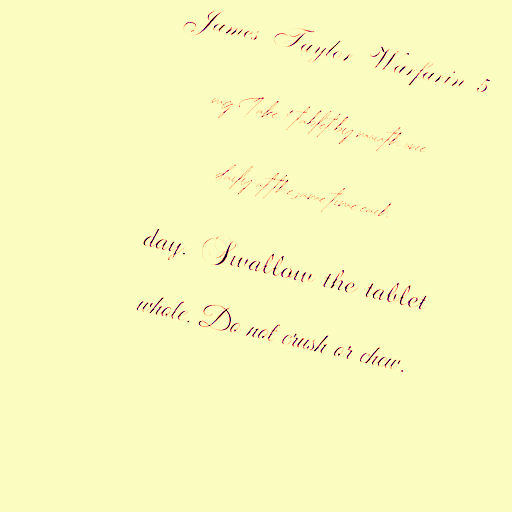 James Taylor Warfarin 5
mg Take 1 tablet by mouth once
daily at the same time each
day. Swallow the tablet
whole. Do not crush or chew.